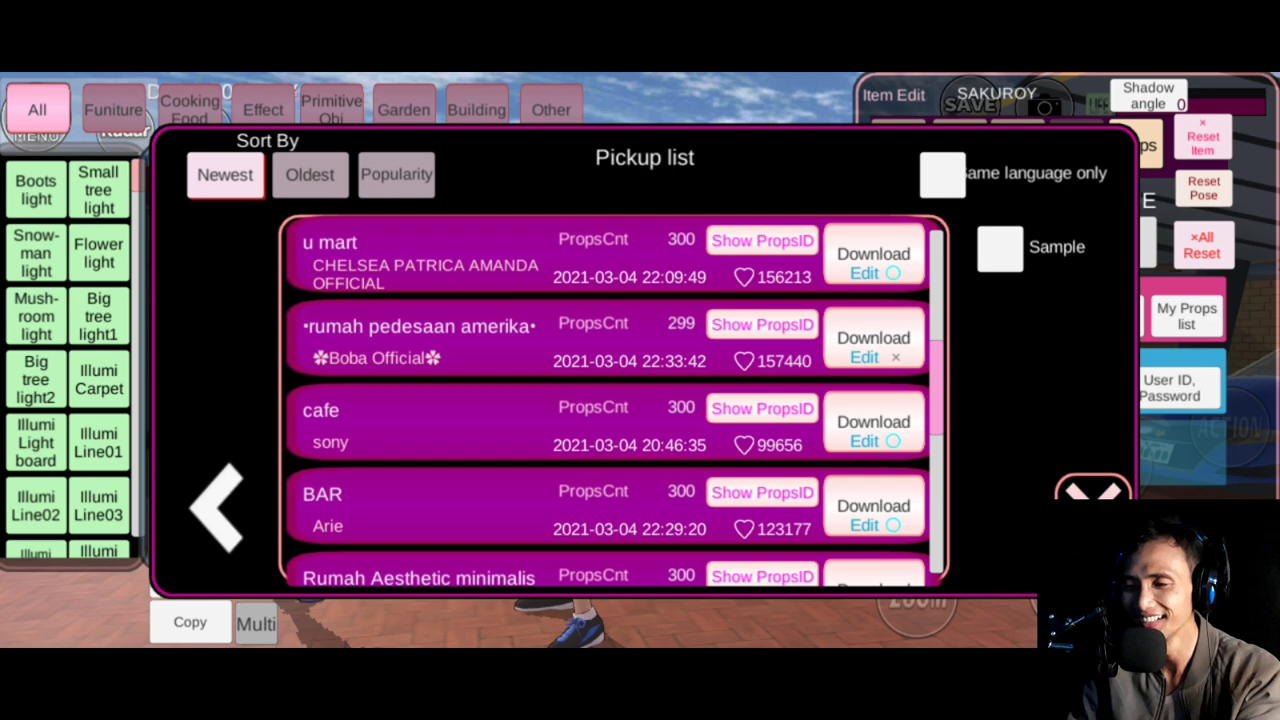 All
Funiture
Cooking
Food
Effect
Primitive
Obj
Garden
Building
Other
Item Edit
SAVE
SAKUROY
Shadow
angle 0
MENU
Radar
×
Reset
Item
Reset
Pose
×All
Reset
My Props
list
User ID,
Password
ACTION
Boots
light
Small
tree
light
Snow-
man
light
Flower
light
Mush-
room
light
Big
tree
light1
Big
tree
light2
Illumi
Carpet
Illumi
Light
board
Illumi
Line01
Illumi
Line02
Illumi
Line03
Illumi
Illumi
Sort By
Newest
Oldest
Popularity
Pickup list
ame language only
Sample
u mart
CHELSEA PATRICA AMANDA
OFFICIAL
PropsCnt 300
Show PropsID
2021-03-04 22:09:49
♡156213
Download
Edit ○
•rumah pedesaan amerika•
✽Boba Official✽
PropsCnt 299
Show PropsID
2021-03-04 22:33:42
♡157440
Download
Edit ×
cafe
sony
PropsCnt 300
Show PropsID
2021-03-04 20:46:35
♡99656
Download
Edit ○
BAR
Arie
PropsCnt 300
Show PropsID
2021-03-04 22:29:20
♡123177
Download
Edit ○
Rumah Aesthetic minimalis
PropsCnt 300
Show PropsID
Copy
Multi
zoom